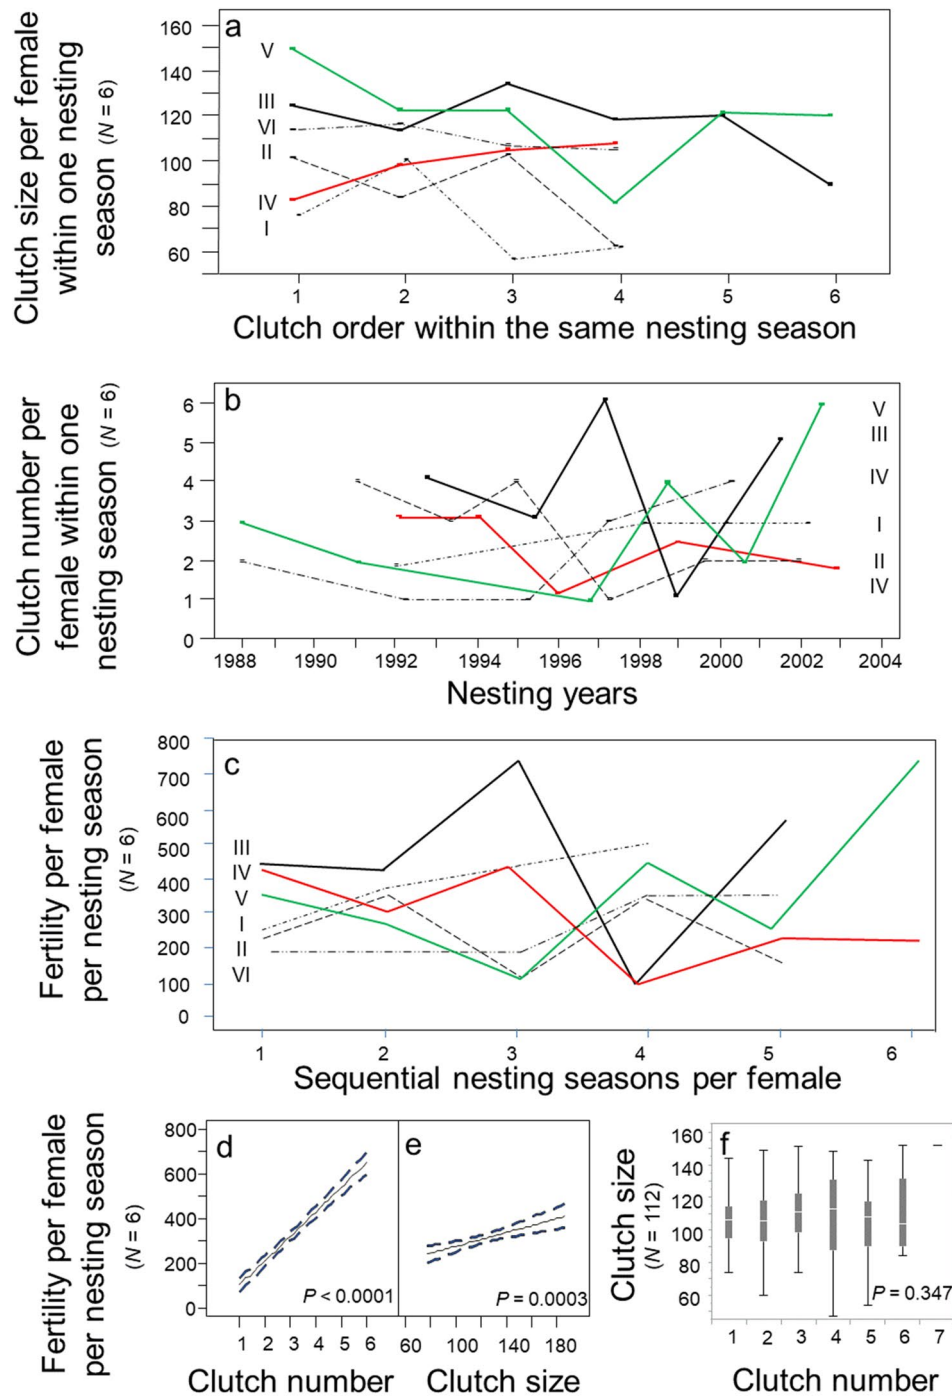 a
Clutch size per female
within one nesting
season (N = 6)
160
140
120
100
80
60
V
III
VI
II
IV
I
1 2 3 4 5 6
Clutch order within the same nesting season
b
Clutch number per
female within one
nesting season (N = 6)
6
5
4
3
2
1
0
V
III
IV
I
II
IV
1988 1990 1992 1994 1996 1998 2000 2002 2004
Nesting years
c
Fertility per female
per nesting season
(N = 6)
800
700
600
500
400
300
200
100
0
III
IV
V
I
II
VI
1 2 3 4 5 6
Sequential nesting seasons per female
d
Fertility per female
per nesting season
(N = 6)
800
600
400
200
0
P < 0.0001
1 2 3 4 5 6
Clutch number
e
P = 0.0003
60 100 140 180
Clutch size
f
Clutch size
(N = 112)
160
140
120
100
80
60
P = 0.347
1 2 3 4 5 6 7
Clutch number